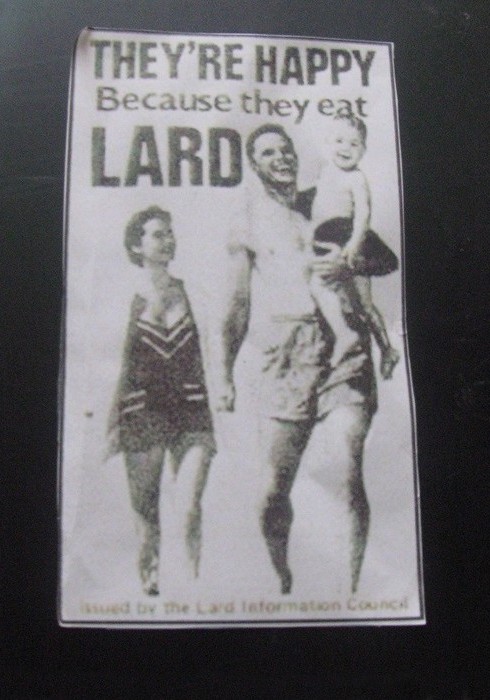 THEY'RE HAPPY
Because they eat
LARD
Issued by the Lard Information Council